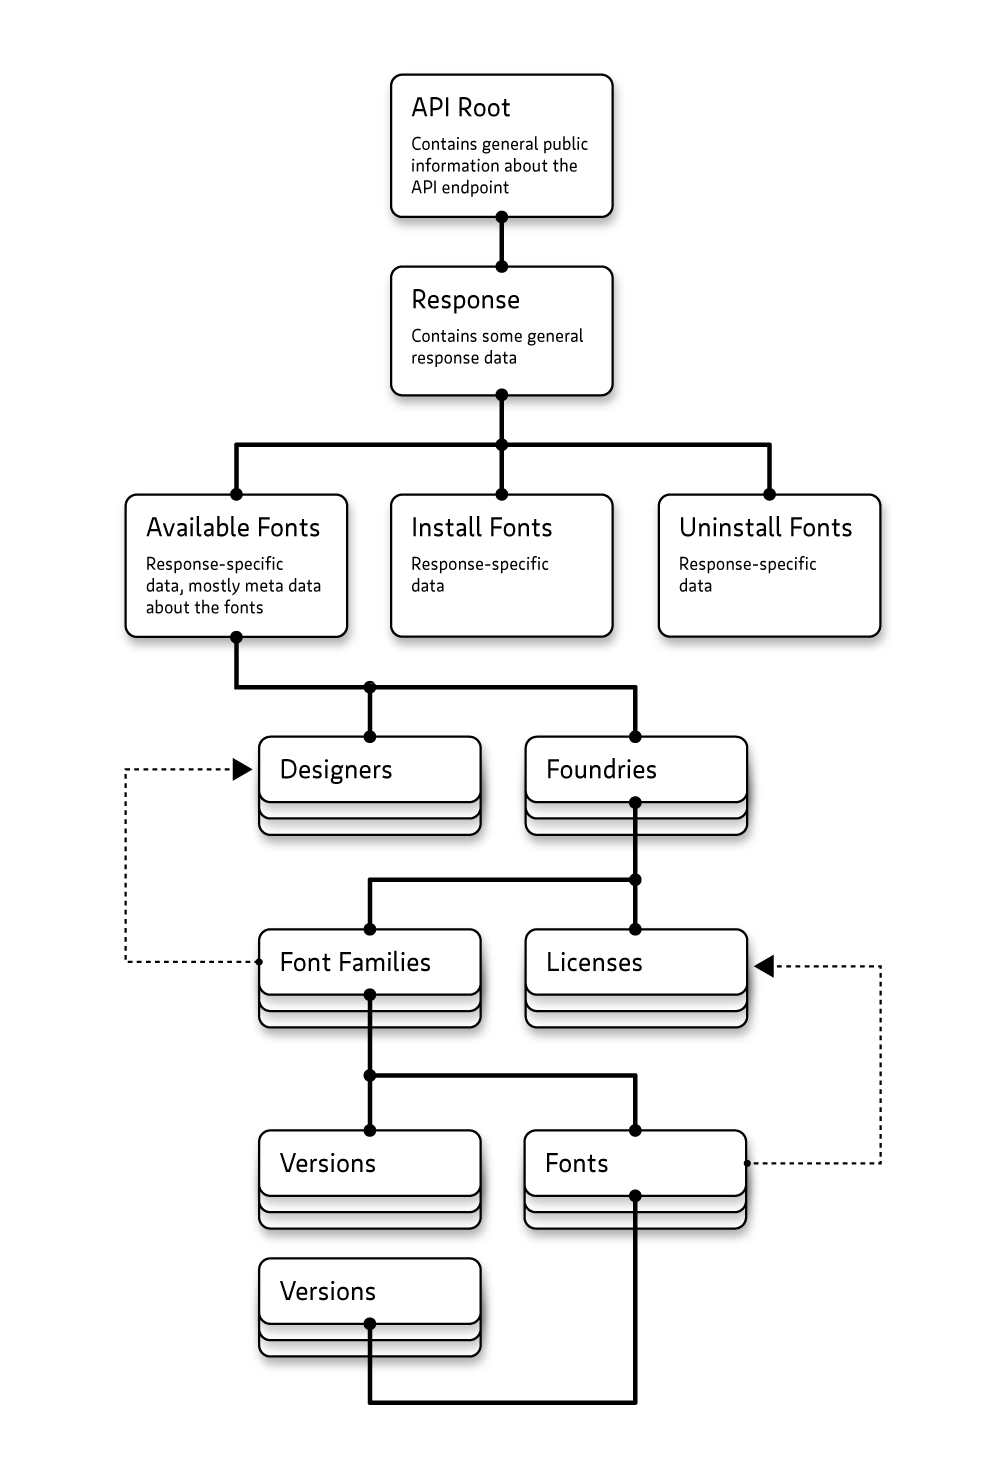 API Root
Contains general public
information about the
API endpoint
Response
Contains some general
response data
Available Fonts
Response-specific
data, mostly meta data
about the fonts
Install Fonts
Response-specific
data
Uninstall Fonts
Response-specific
data
Designers
Foundries
Font Families
Licenses
Versions
Fonts
Versions